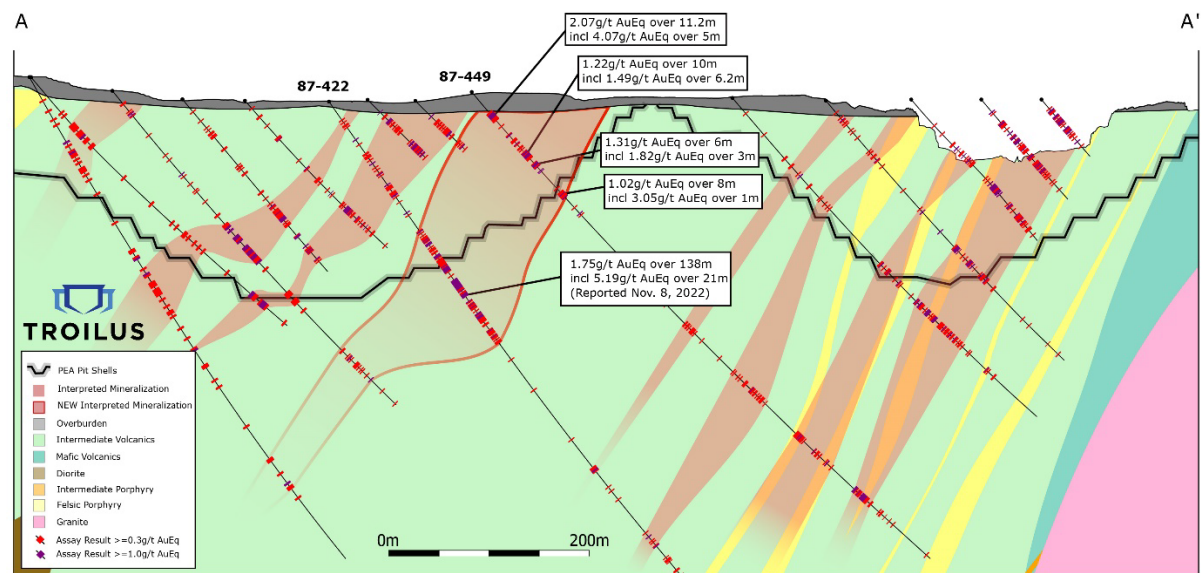 A
A'
2.07g/t AuEq over 11.2m
incl 4.07g/t AuEq over 5m
1.22g/t AuEq over 10m
incl 1.49g/t AuEq over 6.2m
87-422
87-449
1.31g/t AuEq over 6m
incl 1.82g/t AuEq over 3m
1.02g/t AuEq over 8m
incl 3.05g/t AuEq over 1m
1.75g/t AuEq over 138m
incl 5.19g/t AuEq over 21m
(Reported Nov. 8, 2022)
TROILUS
PEA Pit Shells
Interpreted Mineralization
NEW Interpreted Mineralization
Overburden
Intermediate Volcanics
Mafic Volcanics
Diorite
Intermediate Porphyry
Felsic Porphyry
Granite
Assay Result >=0.3g/t AuEq
Assay Result >=1.0g/t AuEq
0m
200m